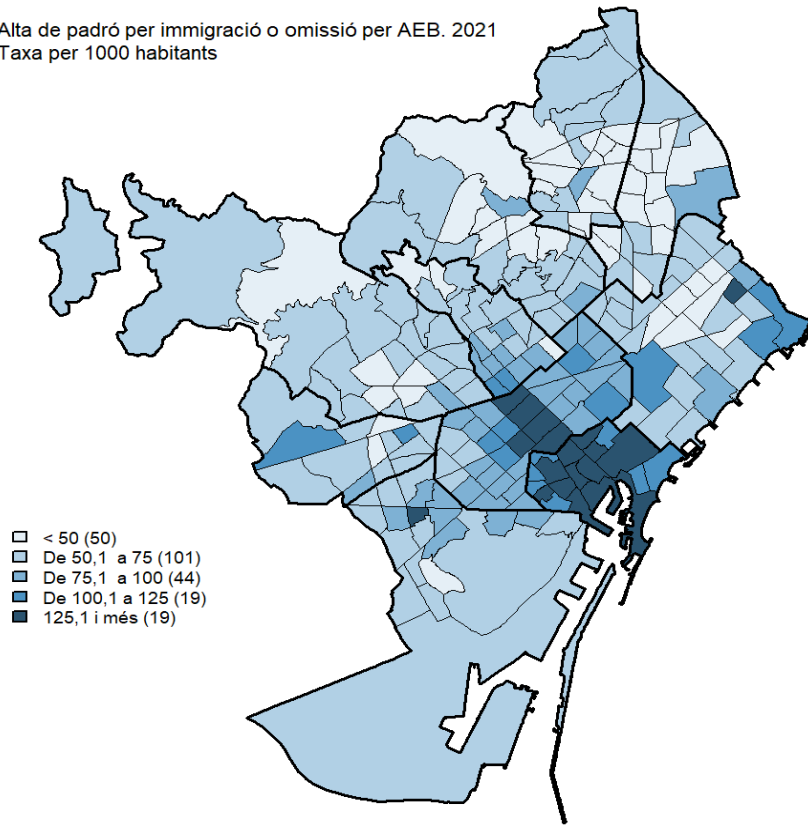 Alta de padró per immigració o omissió per AEB. 2021
Taxa per 1000 habitants
< 50 (50)
De 50,1 a 75 (101)
De 75,1 a 100 (44)
De 100,1 a 125 (19)
125,1 i més (19)